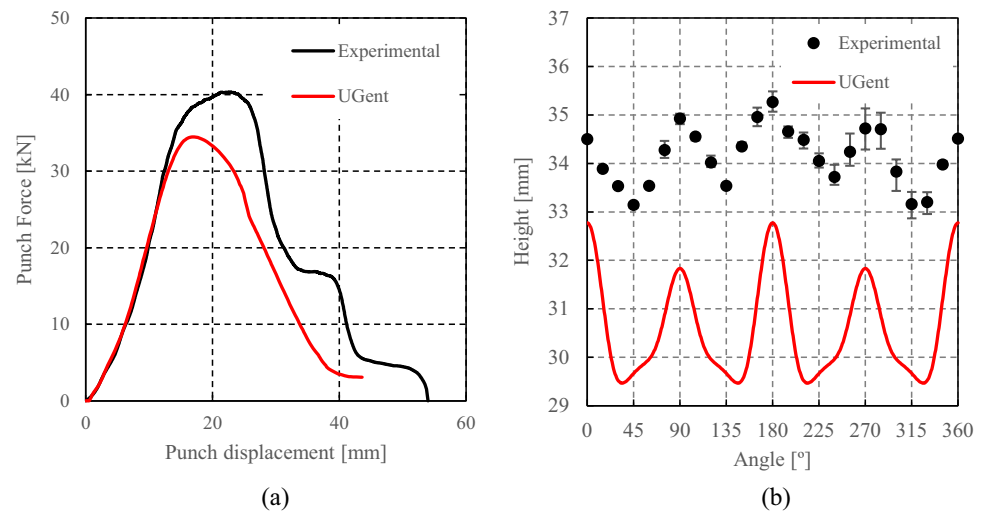 50
40
30
20
10
0
Punch Force [kN]
0 20 40 60
Punch displacement [mm]
Experimental
UGent
(a)
37
36
35
34
33
32
31
30
29
Height [mm]
0 45 90 135 180 225 270 315 360
Angle [º]
Experimental
UGent
(b)